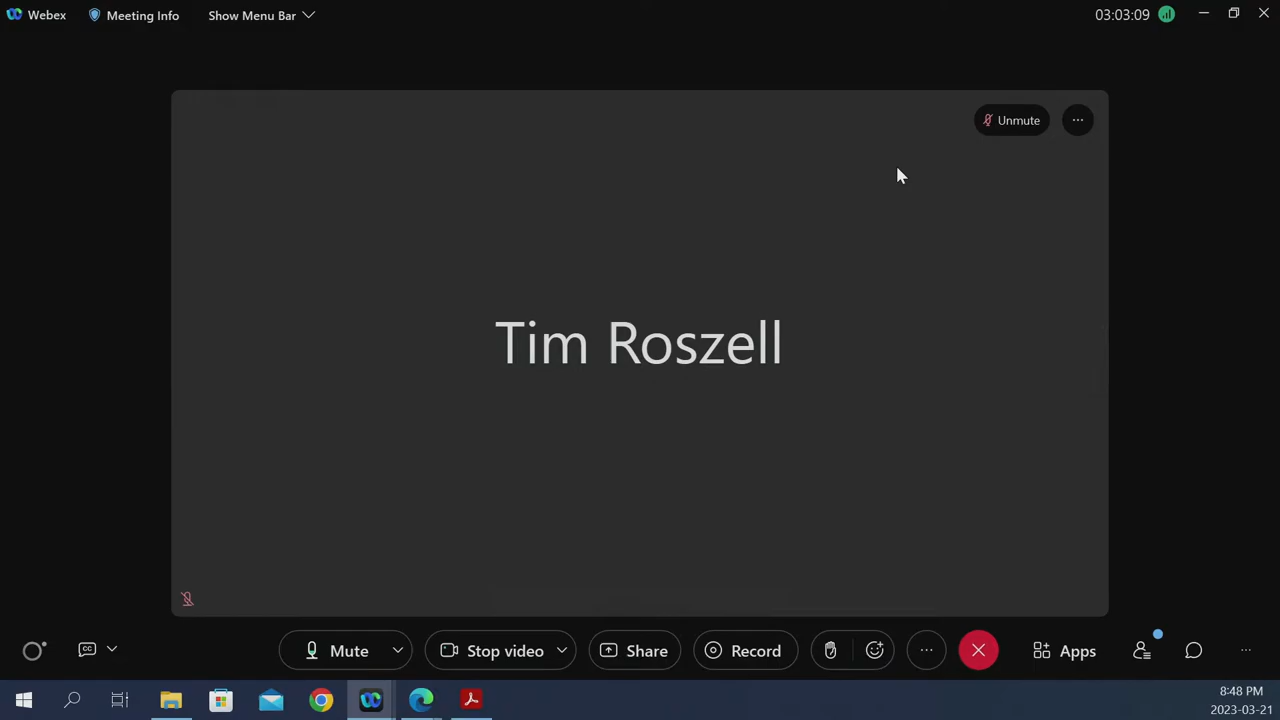 Webex
Meeting Info
Show Menu Bar
03:03:09
Unmute
Tim Roszell
CC
Mute
Stop video
Share
Record
Apps
8:48 PM
2023-03-21